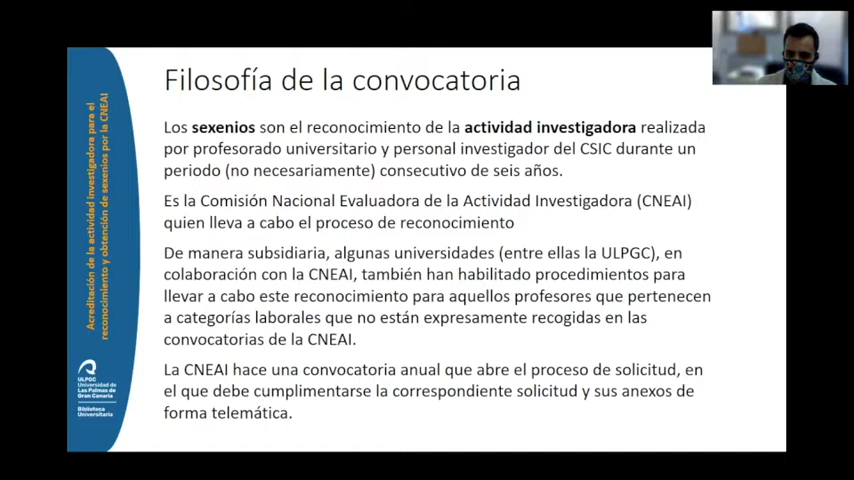 Filosofía de la convocatoria
Los sexenios son el reconocimiento de la actividad investigadora realizada
por profesorado universitario y personal investigador del CSIC durante un
periodo (no necesariamente) consecutivo de seis años.
Es la Comisión Nacional Evaluadora de la Actividad Investigadora (CNEAI)
quien lleva a cabo el proceso de reconocimiento
De manera subsidiaria, algunas universidades (entre ellas la ULPGC), en
colaboración con la CNEAI, también han habilitado procedimientos para
llevar a cabo este reconocimiento para aquellos profesores que pertenecen
a categorías laborales que no están expresamente recogidas en las
convocatorias de la CNEAI.
La CNEAI hace una convocatoria anual que abre el proceso de solicitud, en
el que debe cumplimentarse la correspondiente solicitud y sus anexos de
forma telemática.
Acreditación de la actividad investigadora para el
reconocimiento y obtención de sexenios por la CNEAI
ULPGC
Universidad de
Las Palmas de
Gran Canaria
Biblioteca
Universitaria